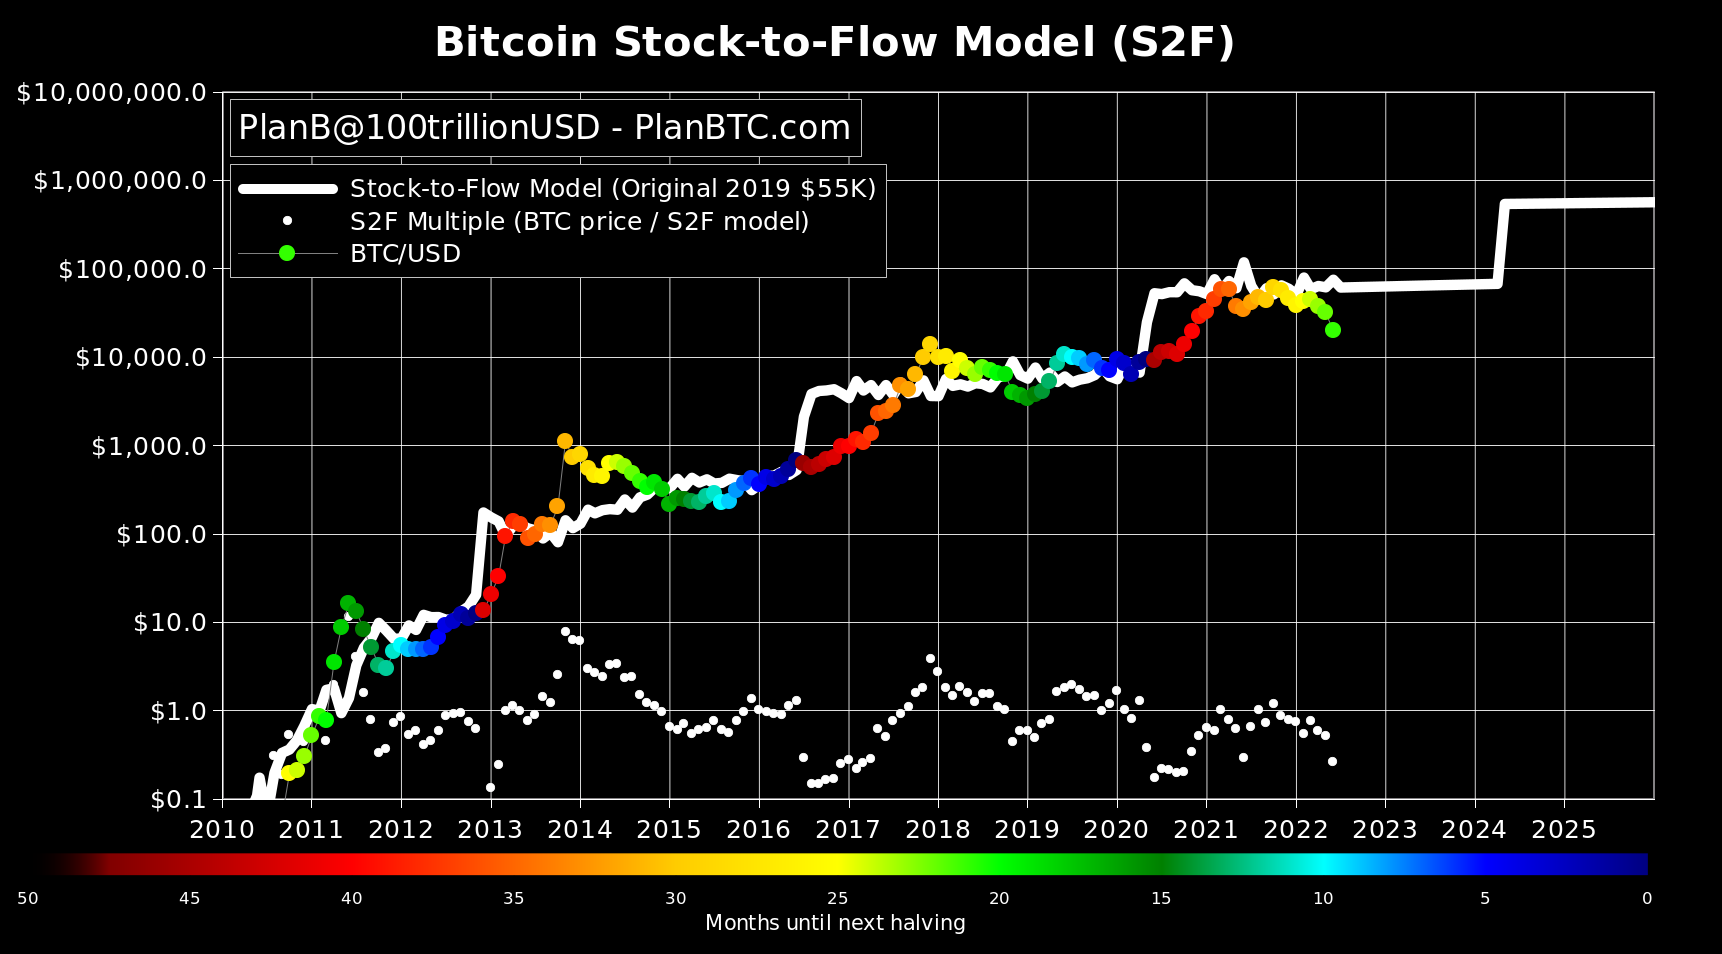 Bitcoin Stock-to-Flow Model (S2F)
$10,000,000.0
PlanB@100trillionUSD - PlanBTC.com
$1,000,000.0
Stock-to-Flow Model (Original 2019 $55K)
S2F Multiple (BTC price / S2F model)
BTC/USD
$100,000.0
$10,000.0
$1,000.0
$100.0
$10.0
$1.0
$0.1
2010 2011 2012 2013 2014 2015 2016 2017 2018 2019 2020 2021 2022 2023 2024 2025
50 45 40 35 30 25 20 15 10 5 0
Months until next halving